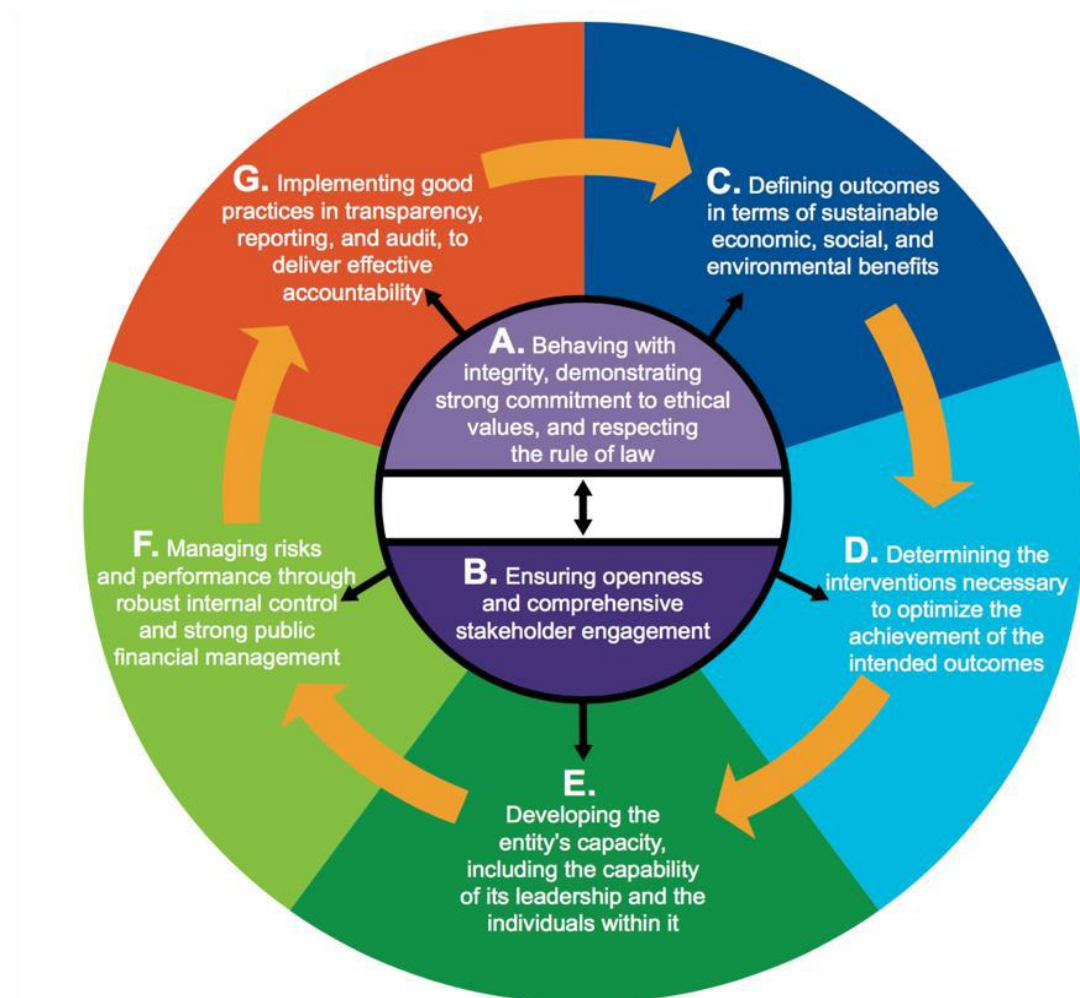 A. Behaving with
integrity, demonstrating
strong commitment to ethical
values, and respecting
the rule of law
B. Ensuring openness
and comprehensive
stakeholder engagement
C. Defining outcomes
in terms of sustainable
economic, social, and
environmental benefits
D. Determining the
interventions necessary
to optimize the
achievement of the
intended outcomes
E.
Developing the
entity's capacity,
including the capability
of its leadership and the
individuals within it
F. Managing risks
and performance through
robust internal control
and strong public
financial management
G. Implementing good
practices in transparency,
reporting, and audit, to
deliver effective
accountability